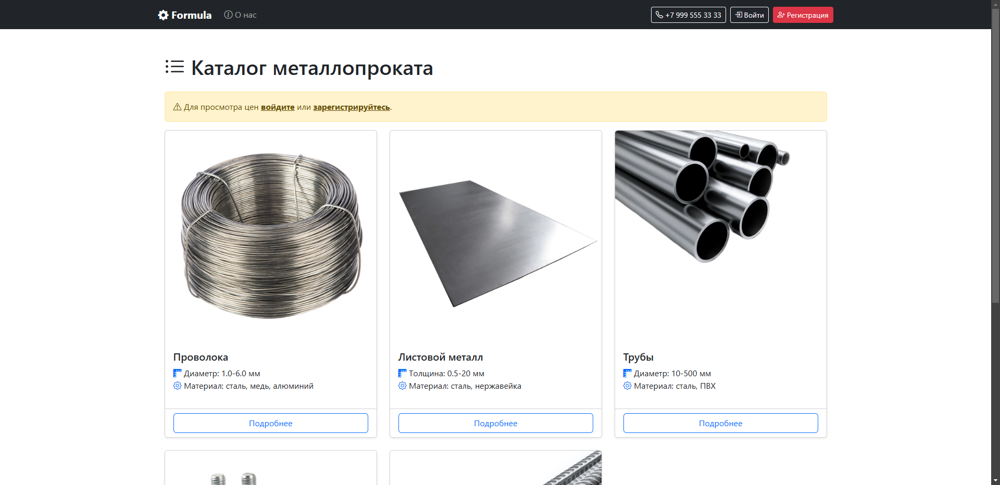 Formula
О нас
+7 999 555 33 33
Войти
Регистрация
Каталог металлопроката
Для просмотра цен войдите или зарегистрируйтесь.
Проволока
Диаметр: 1.0-6.0 мм
Материал: сталь, медь, алюминий
Подробнее
Листовой металл
Толщина: 0.5-20 мм
Материал: сталь, нержавейка
Подробнее
Трубы
Диаметр: 10-500 мм
Материал: сталь, ПВХ
Подробнее